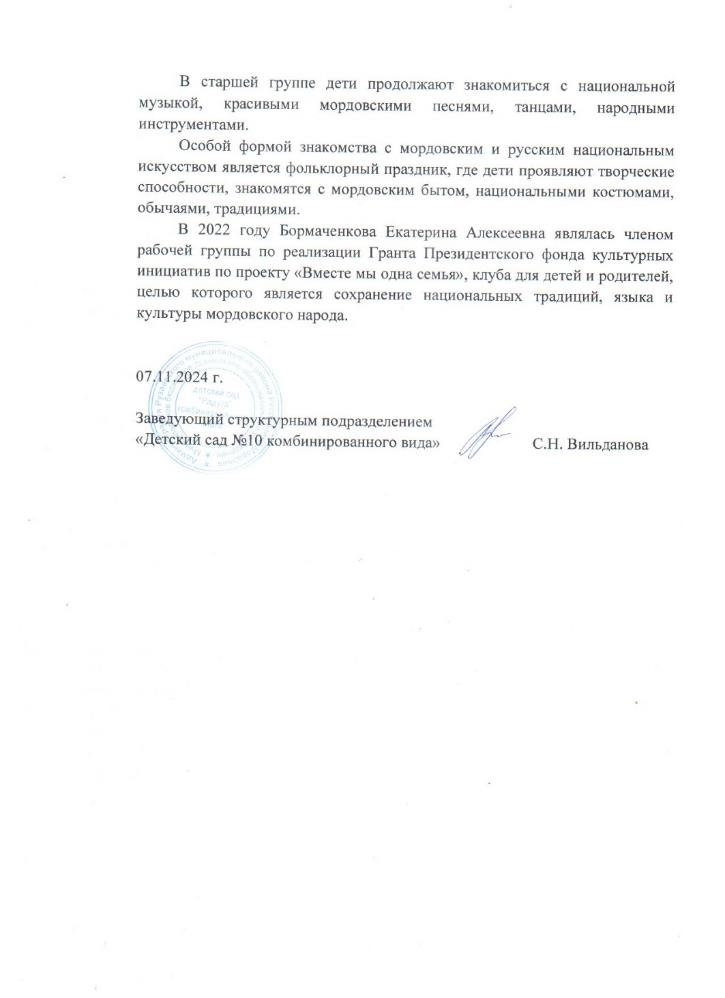 В старшей группе дети продолжают знакомиться с национальной
музыкой, красивыми мордовскими песнями, танцами, народными
инструментами.
Особой формой знакомства с мордовским и русским национальным
искусством является фольклорный праздник, где дети проявляют творческие
способности, знакомятся с мордовским бытом, национальными костюмами,
обычаями, традициями.
В 2022 году Бормаченкова Екатерина Алексеевна являлась членом
рабочей группы по реализации Гранта Президентского фонда культурных
инициатив по проекту «Вместе мы одна семья», клуба для детей и родителей,
целью которого является сохранение национальных традиций, языка и
культуры мордовского народа.
07.11.2024 г.
детский сад
"Радуга"
Заведующий структурным подразделением
«Детский сад №10 комбинированного вида»
С.Н. Вильданова